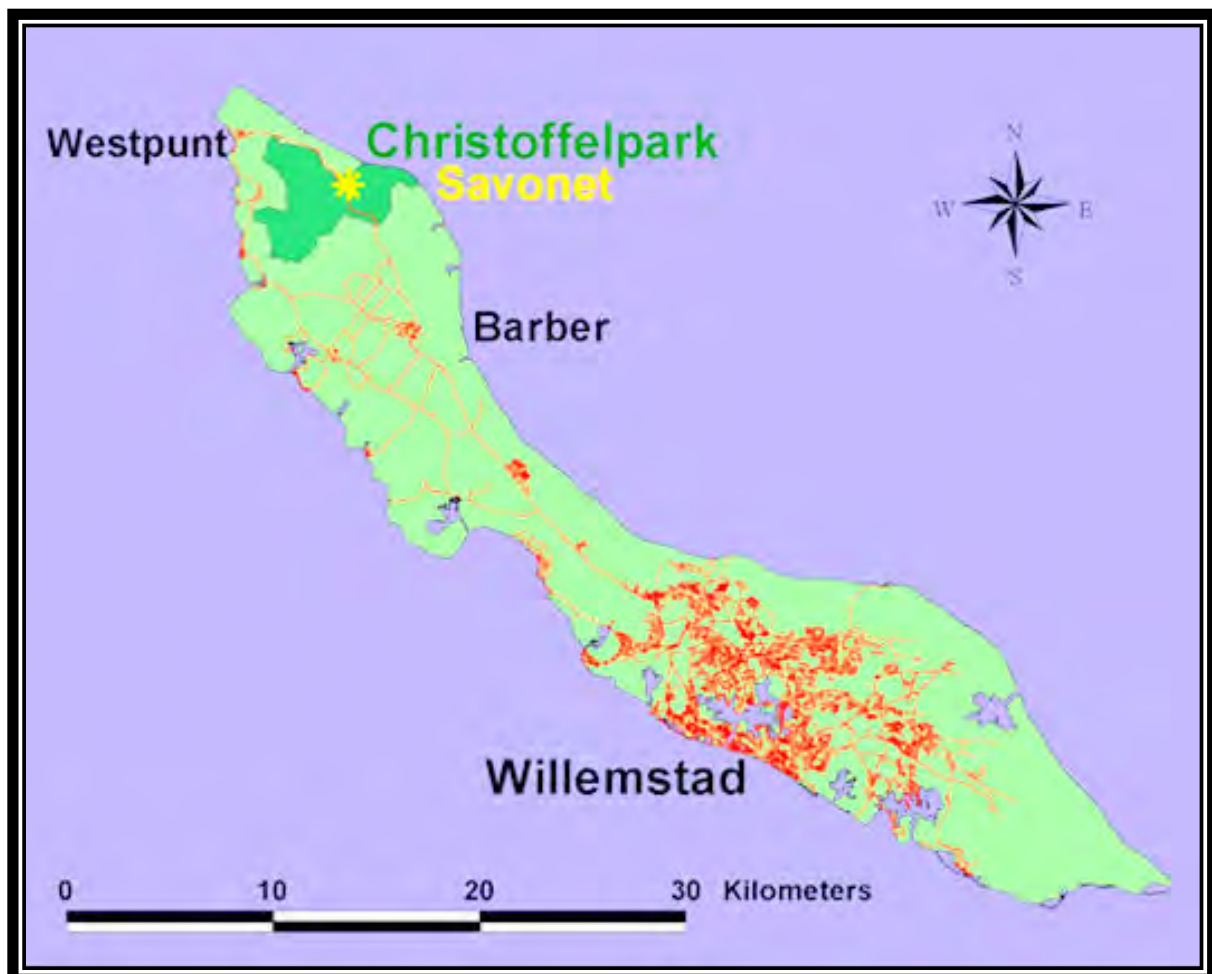 Westpunt
Christoffelpark
Savonet
N
W E
S
Barber
Willemstad
0 10 20 30 Kilometers